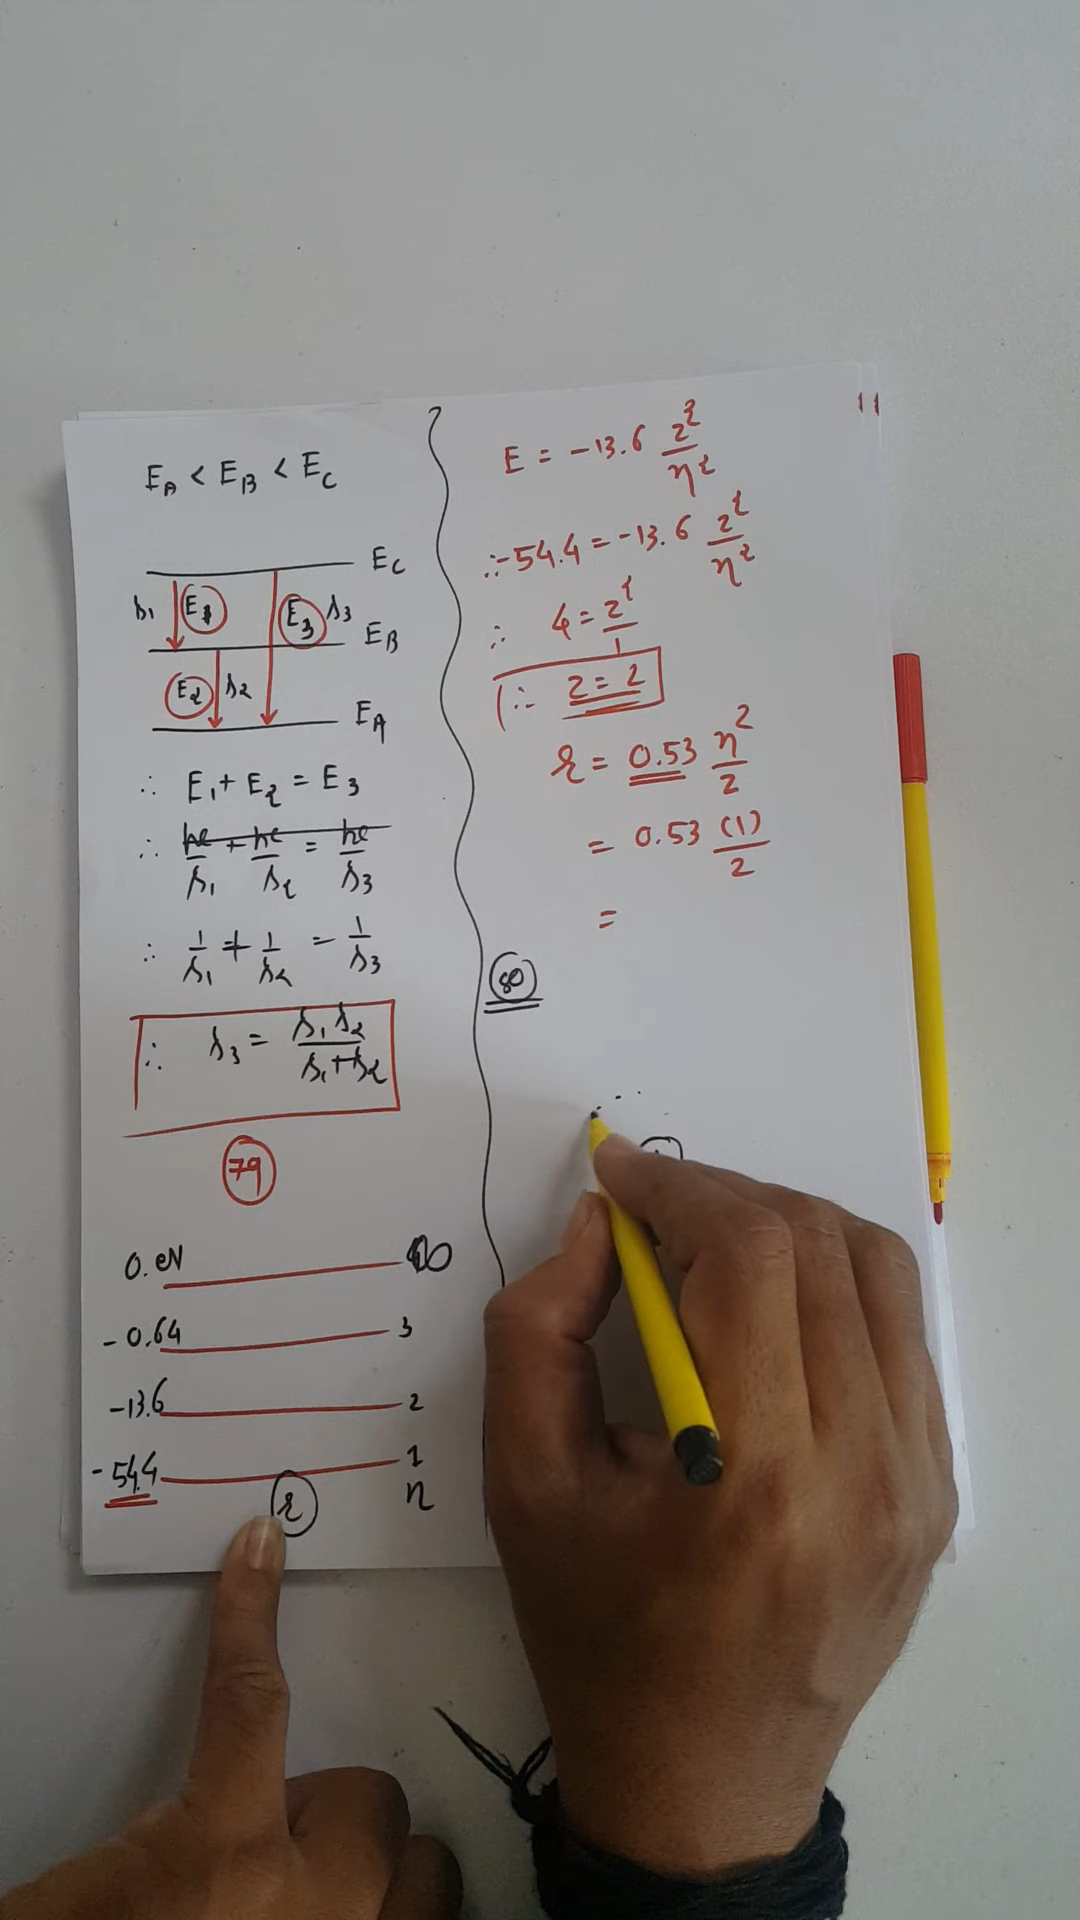 E_A < E_B < E_C
E_C
λ₁ E₁ E₃ λ₃
E_B
E₂ λ₂
E_A
∴ E₁ + E₂ = E₃
∴ hc/λ₁ + hc/λ₂ = hc/λ₃
∴ 1/λ₁ + 1/λ₂ = 1/λ₃
∴ λ₃ = λ₁λ₂/λ₁+λ₂
79
0. eV
-0.64 3
-13.6 2
-54.4 1
r n
11
E = -13.6 z²/n²
∴ -54.4 = -13.6 z²/n²
∴ 4 = z²/1
∴ z = 2
r = 0.53 n²/z
= 0.53 (1)/2
=
80